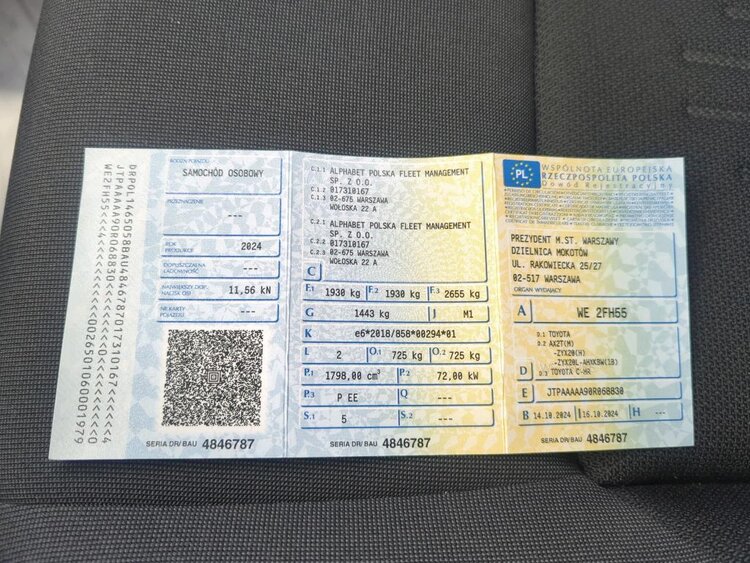 DRPOL1465058BAU4846787017310167<<<<<<4
RODZAJ POJAZDU
SAMOCHÓD OSOBOWY
PRZEZNACZENIE
---
ROK PRODUKCJI 2024
DOPUSZCZALNA ŁADOWNOŚĆ ---
NAJWIĘKSZY DOP. NACISK OSI 11,56 kN
NR KARTY POJAZDU ---
SERIA DR/BAU 4846787
C.1.1 ALPHABET POLSKA FLEET MANAGEMENT
SP. Z O.O.
C.1.2 017310167
C.1.3 02-675 WARSZAWA
WOŁOSKA 22 A
C.2.1 ALPHABET POLSKA FLEET MANAGEMENT
SP. Z O.O.
C.2.2 017310167
C.2.3 02-675 WARSZAWA
WOŁOSKA 22 A
C
F.1 1930 kg F.2 1930 kg F.3 2655 kg
G 1443 kg J M1
K e6*2018/858*00294*01
L 2 O.1 725 kg O.2 725 kg
P.1 1798,00 cm³ P.2 72,00 kW
P.3 P EE Q ---
S.1 5 S.2 ---
SERIA DR/BAU 4846787
PL
WSPÓLNOTA EUROPEJSKA
RZECZPOSPOLITA POLSKA
Dowód Rejestracyjny
PREZYDENT M.ST. WARSZAWY
DZIELNICA MOKOTÓW
UL. RAKOWIECKA 25/27
02-517 WARSZAWA
ORGAN WYDAJĄCY
A WE 2FH55
D.1 TOYOTA
D.2 AX2T(M)
-ZYX20(H)
-ZYX20L-AHXKBW(1B)
D D.3 TOYOTA C-HR
E JTPAAAAA90R068830
B 14.10.2024 I 16.10.2024 H ---
SERIA DR/BAU 4846787